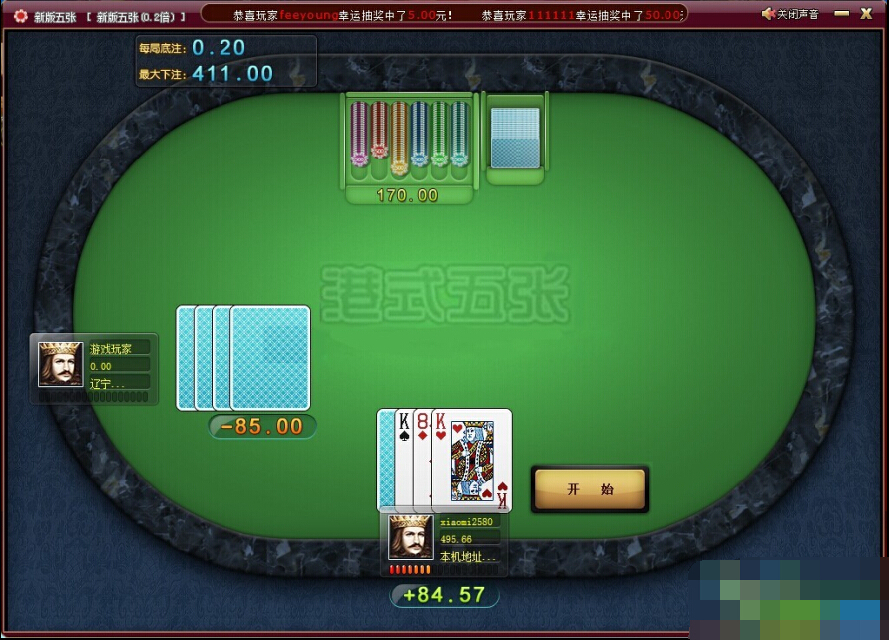 新版五张 [ 新版五张(0.2倍) ]
恭喜玩家feeyoung幸运抽奖中了5.00元! 恭喜玩家111111幸运抽奖中了50.00元
关闭声音
每局底注: 0.20
最大下注: 411.00
170.00
港式五张
游戏玩家
0.00
辽宁...
-85.00
K
8
K
K
开 始
xiaomi2580
495.66
本机地址...
+84.57